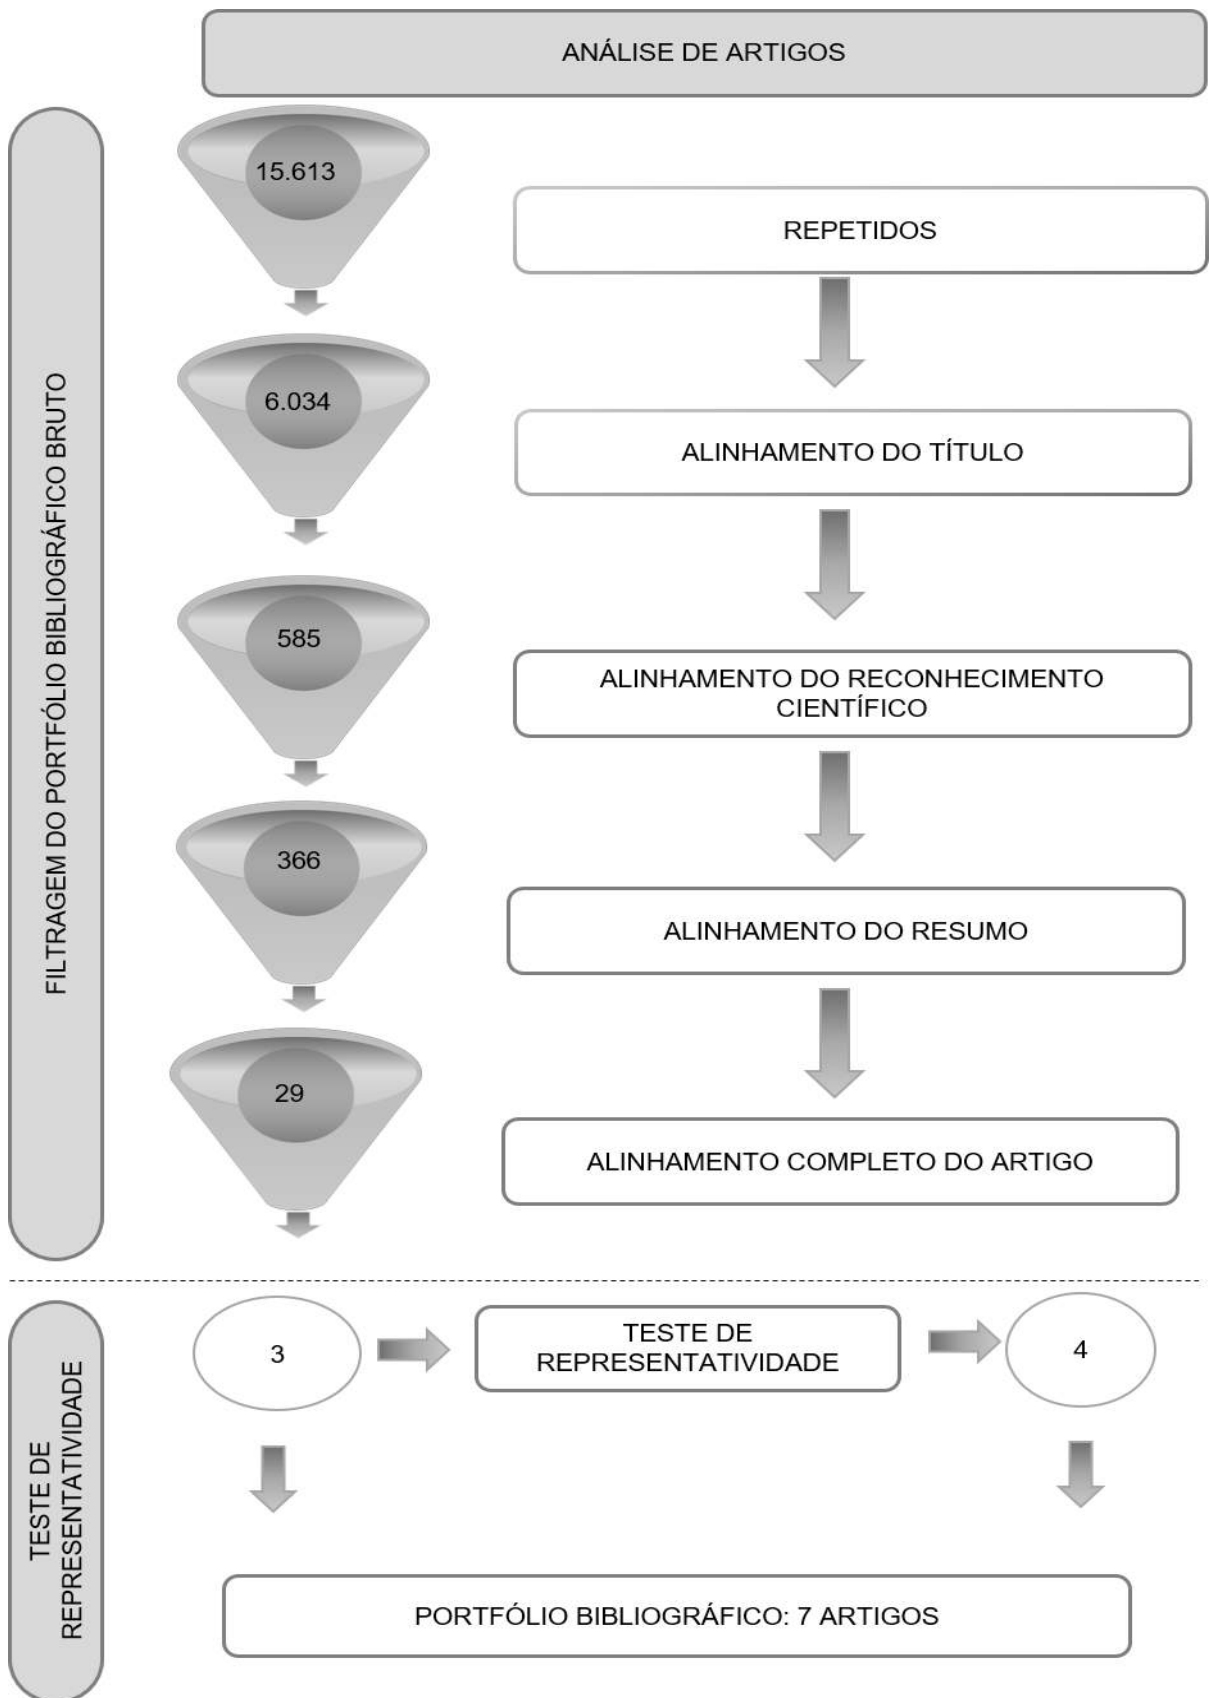 ANÁLISE DE ARTIGOS
FILTRAGEM DO PORTFÓLIO BIBLIOGRÁFICO BRUTO
15.613
REPETIDOS
6.034
ALINHAMENTO DO TÍTULO
585
ALINHAMENTO DO RECONHECIMENTO
CIENTÍFICO
366
ALINHAMENTO DO RESUMO
29
ALINHAMENTO COMPLETO DO ARTIGO
TESTE DE
REPRESENTATIVIDADE
3
TESTE DE
REPRESENTATIVIDADE
4
PORTFÓLIO BIBLIOGRÁFICO: 7 ARTIGOS